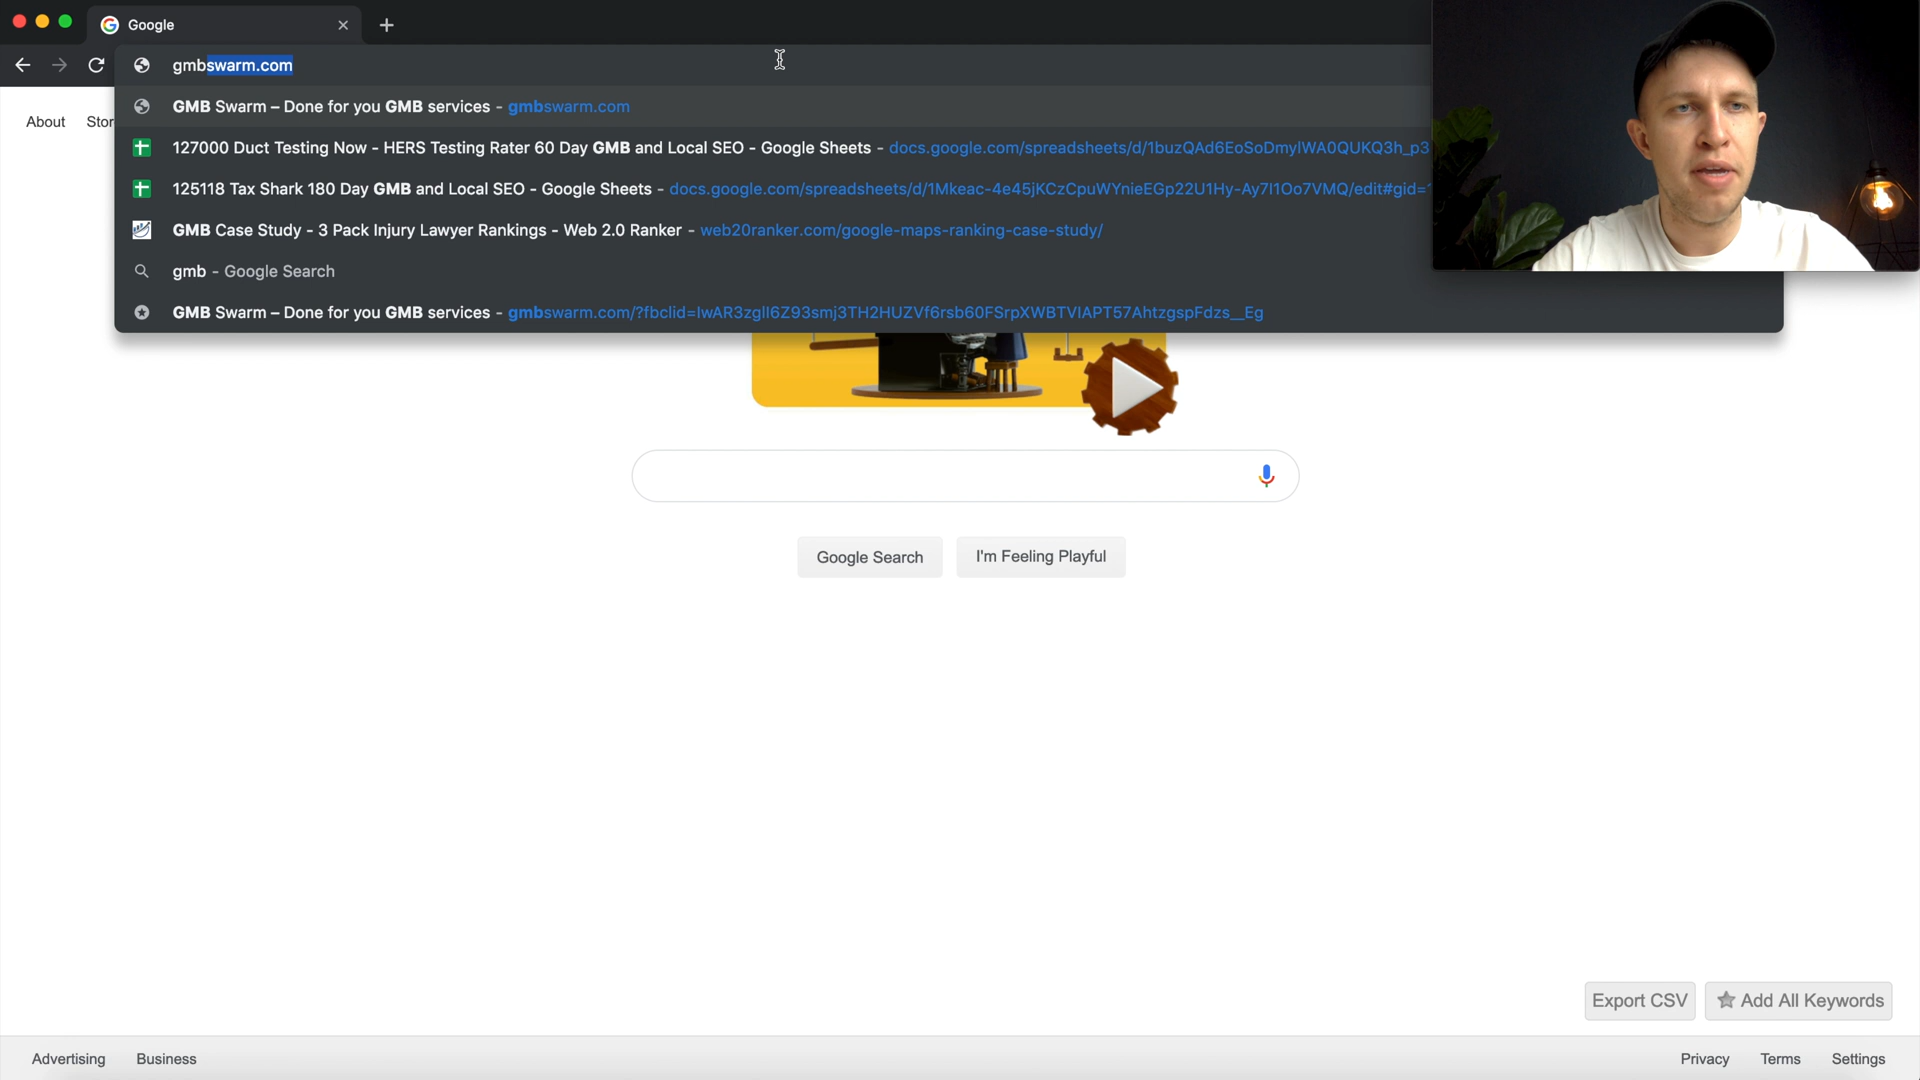 Google
gmbswarm.com
GMB Swarm – Done for you GMB services - gmbswarm.com
127000 Duct Testing Now - HERS Testing Rater 60 Day GMB and Local SEO - Google Sheets - docs.google.com/spreadsheets/d/1buzQAd6EoSoDmylWA0QUKQ3h_p3
125118 Tax Shark 180 Day GMB and Local SEO - Google Sheets - docs.google.com/spreadsheets/d/1Mkeac-4e45jKCzCpuWYnieEGp22U1Hy-Ay7I1Oo7VMQ/edit#gid=
GMB Case Study - 3 Pack Injury Lawyer Rankings - Web 2.0 Ranker - web20ranker.com/google-maps-ranking-case-study/
gmb - Google Search
GMB Swarm – Done for you GMB services - gmbswarm.com/?fbclid=IwAR3zglI6Z93smj3TH2HUZVf6rsb60FSrpXWBTVIAPT57AhtzgspFdzs__Eg
About Stor
Google Search
I'm Feeling Playful
Export CSV
Add All Keywords
Advertising Business
Privacy Terms Settings